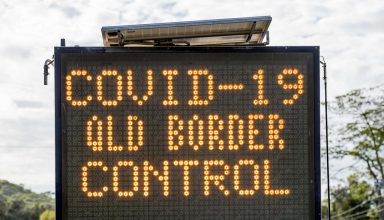 COVID-19
QLD BORDER
CONTROL